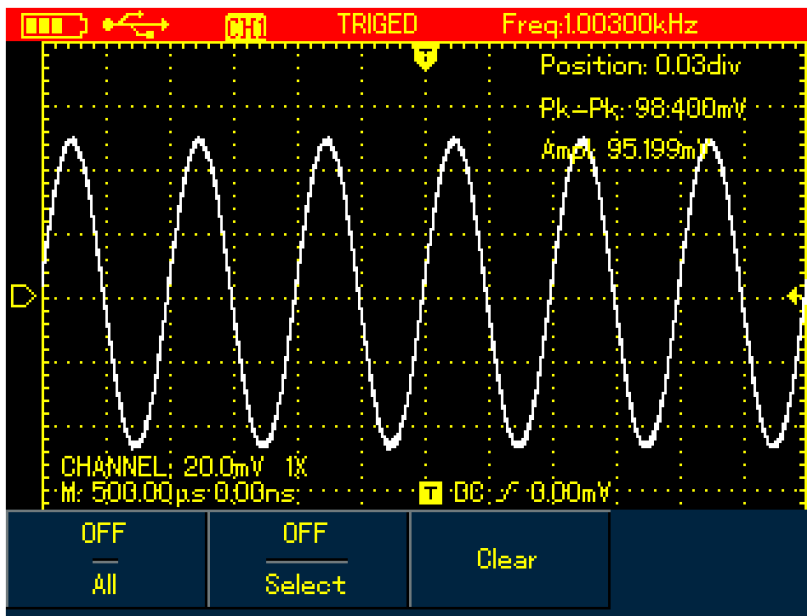 CH1 TRIGED Freq:1.00300kHz
T
Position: 0.03div
Pk-Pk: 98.400mV
Amp: 95.199mV
CHANNEL: 20.0mV 1X
M: 500.00µs 0.00ns T DC 0.00mV
OFF OFF
Clear
All Select